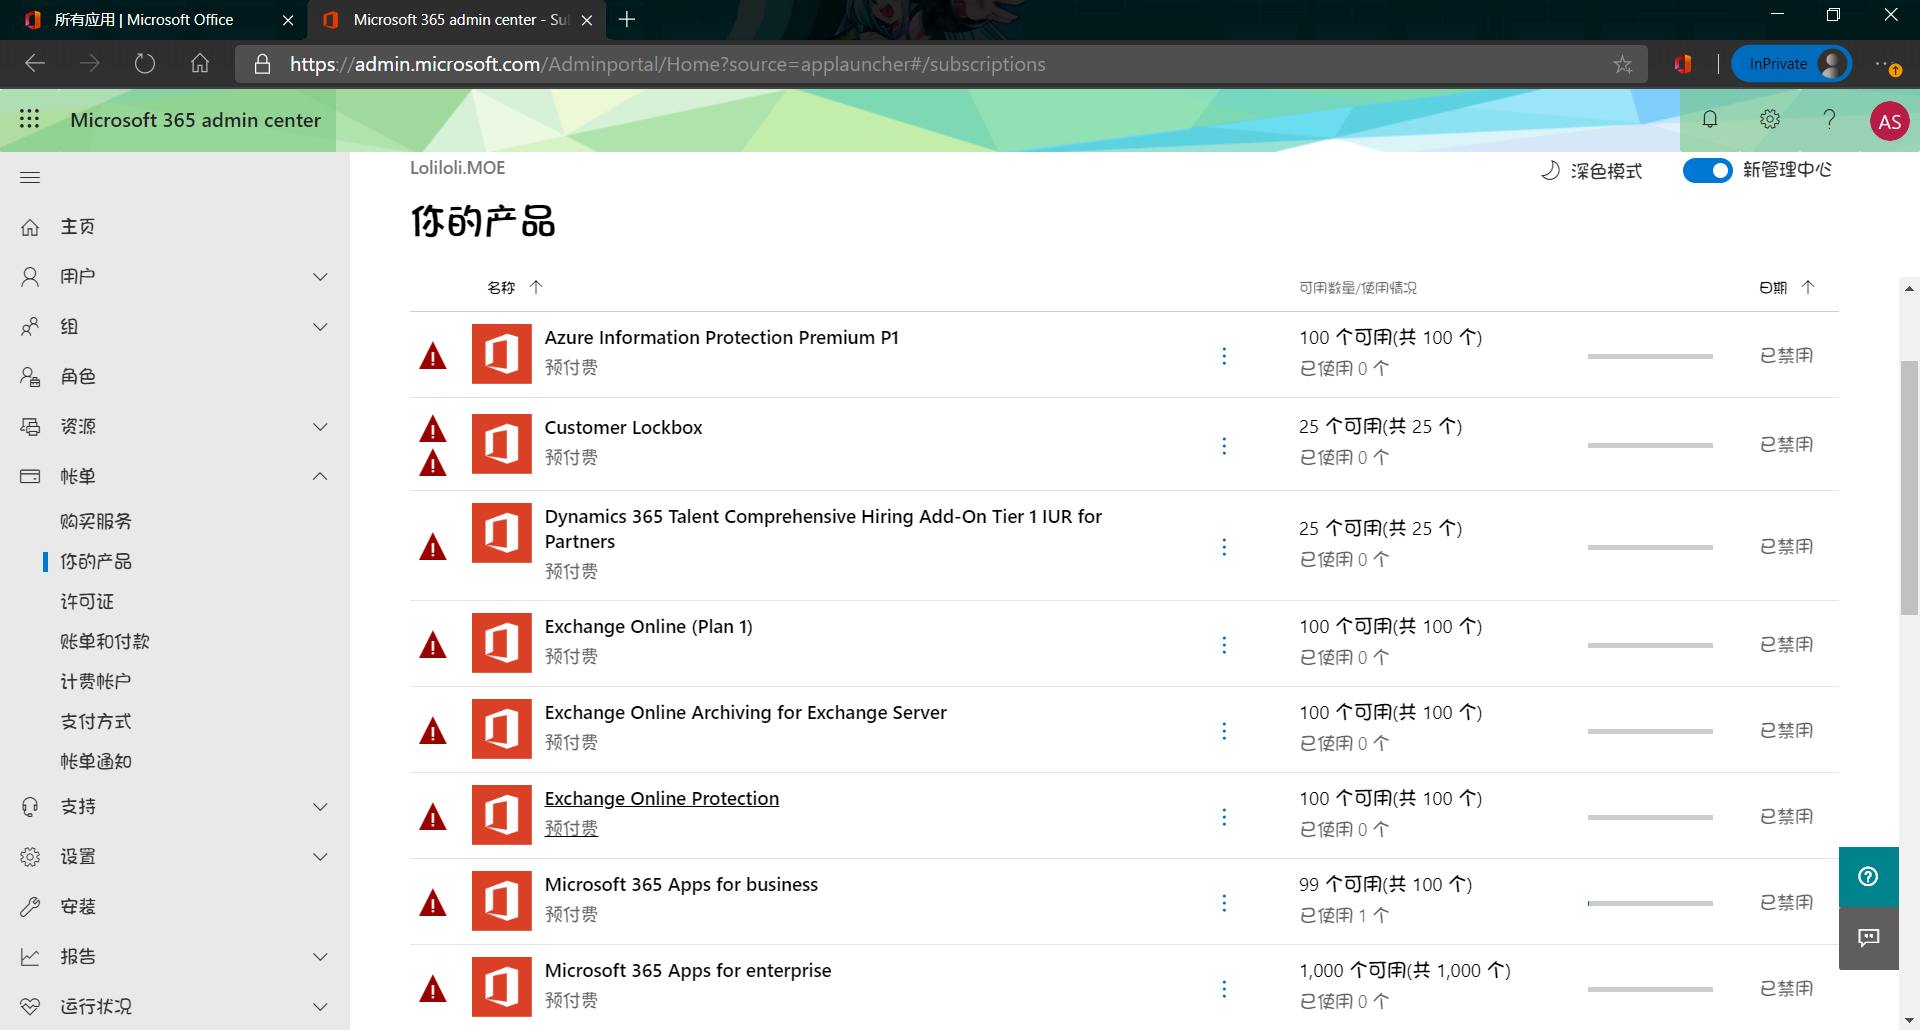 所有应用 | Microsoft Office
Microsoft 365 admin center - Su
https://admin.microsoft.com/Adminportal/Home?source=applauncher#/subscriptions
InPrivate
Microsoft 365 admin center
AS
Loliloli.MOE
深色模式
新管理中心
主页
用户
组
角色
资源
帐单
购买服务
你的产品
许可证
账单和付款
计费帐户
支付方式
帐单通知
支持
设置
安装
报告
运行状况
你的产品
名称
可用数量/使用情况
日期
Azure Information Protection Premium P1
预付费
100 个可用(共 100 个)
已使用 0 个
已禁用
Customer Lockbox
预付费
25 个可用(共 25 个)
已使用 0 个
已禁用
Dynamics 365 Talent Comprehensive Hiring Add-On Tier 1 IUR for
Partners
预付费
25 个可用(共 25 个)
已使用 0 个
已禁用
Exchange Online (Plan 1)
预付费
100 个可用(共 100 个)
已使用 0 个
已禁用
Exchange Online Archiving for Exchange Server
预付费
100 个可用(共 100 个)
已使用 0 个
已禁用
Exchange Online Protection
预付费
100 个可用(共 100 个)
已使用 0 个
已禁用
Microsoft 365 Apps for business
预付费
99 个可用(共 100 个)
已使用 1 个
已禁用
Microsoft 365 Apps for enterprise
预付费
1,000 个可用(共 1,000 个)
已使用 0 个
已禁用